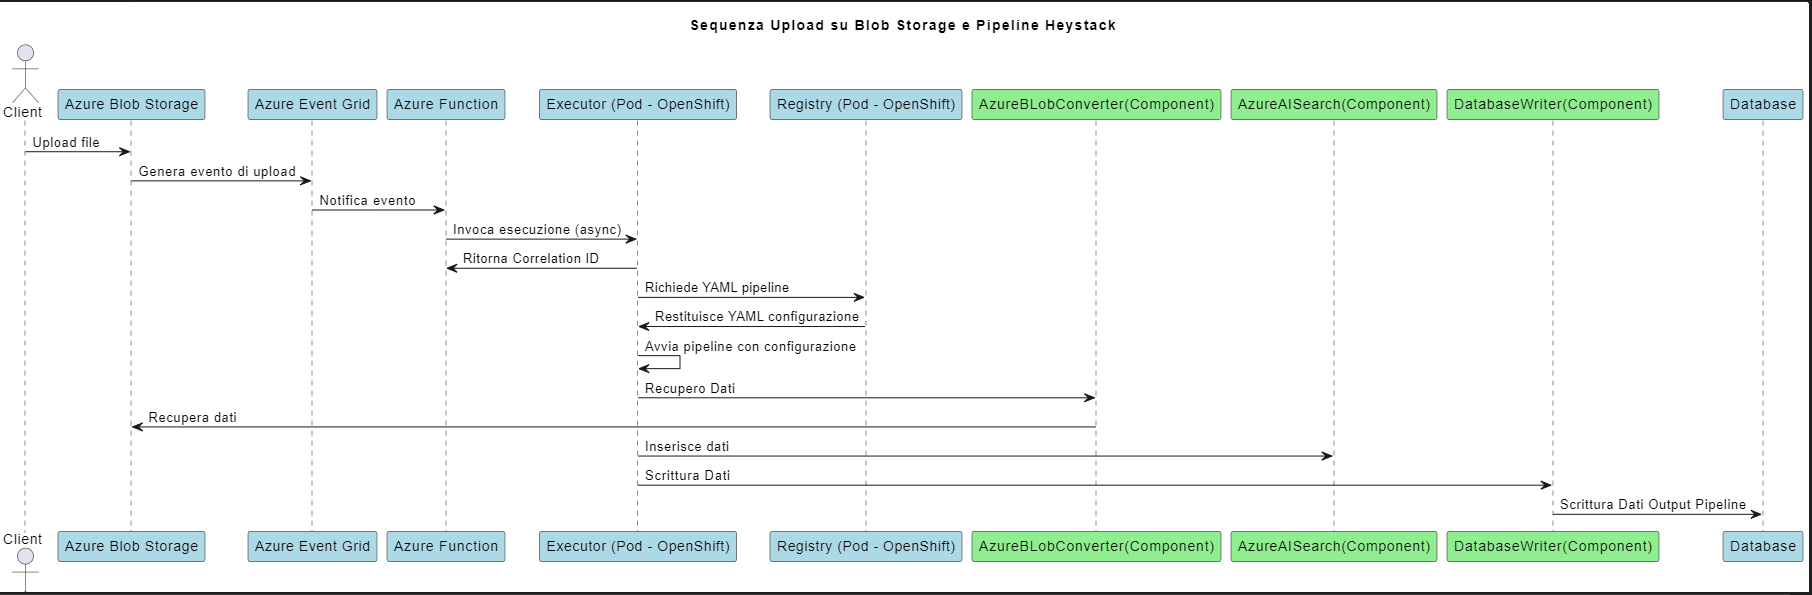 Sequenza Upload su Blob Storage e Pipeline Heystack
Client
Azure Blob Storage
Azure Event Grid
Azure Function
Executor (Pod - OpenShift)
Registry (Pod - OpenShift)
AzureBLobConverter(Component)
AzureAISearch(Component)
DatabaseWriter(Component)
Database
Upload file
Genera evento di upload
Notifica evento
Invoca esecuzione (async)
Ritorna Correlation ID
Richiede YAML pipeline
Restituisce YAML configurazione
Avvia pipeline con configurazione
Recupero Dati
Recupera dati
Inserisce dati
Scrittura Dati
Scrittura Dati Output Pipeline
Client
Azure Blob Storage
Azure Event Grid
Azure Function
Executor (Pod - OpenShift)
Registry (Pod - OpenShift)
AzureBLobConverter(Component)
AzureAISearch(Component)
DatabaseWriter(Component)
Database